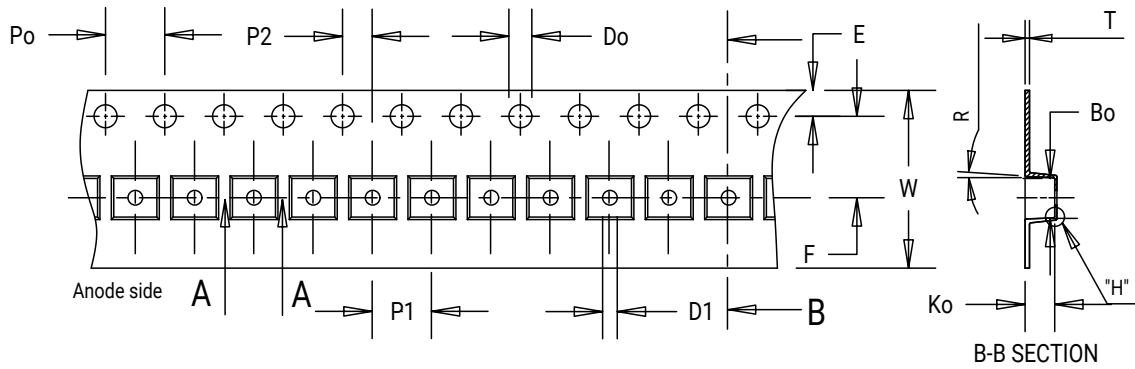 Po
P2
Do
E
T
R
Bo
W
F
Anode side
A
A
P1
D1
B
Ko
"H"
B-B SECTION